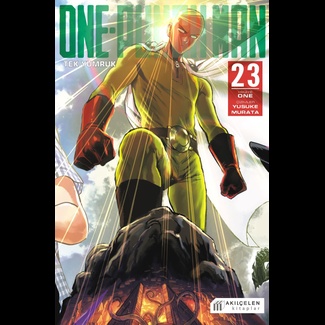 ONE-PUNCH MAN
TEK YUMRUK
23
ONE
YUSUKE
MURATA
AKILÇELEN
kitaplar